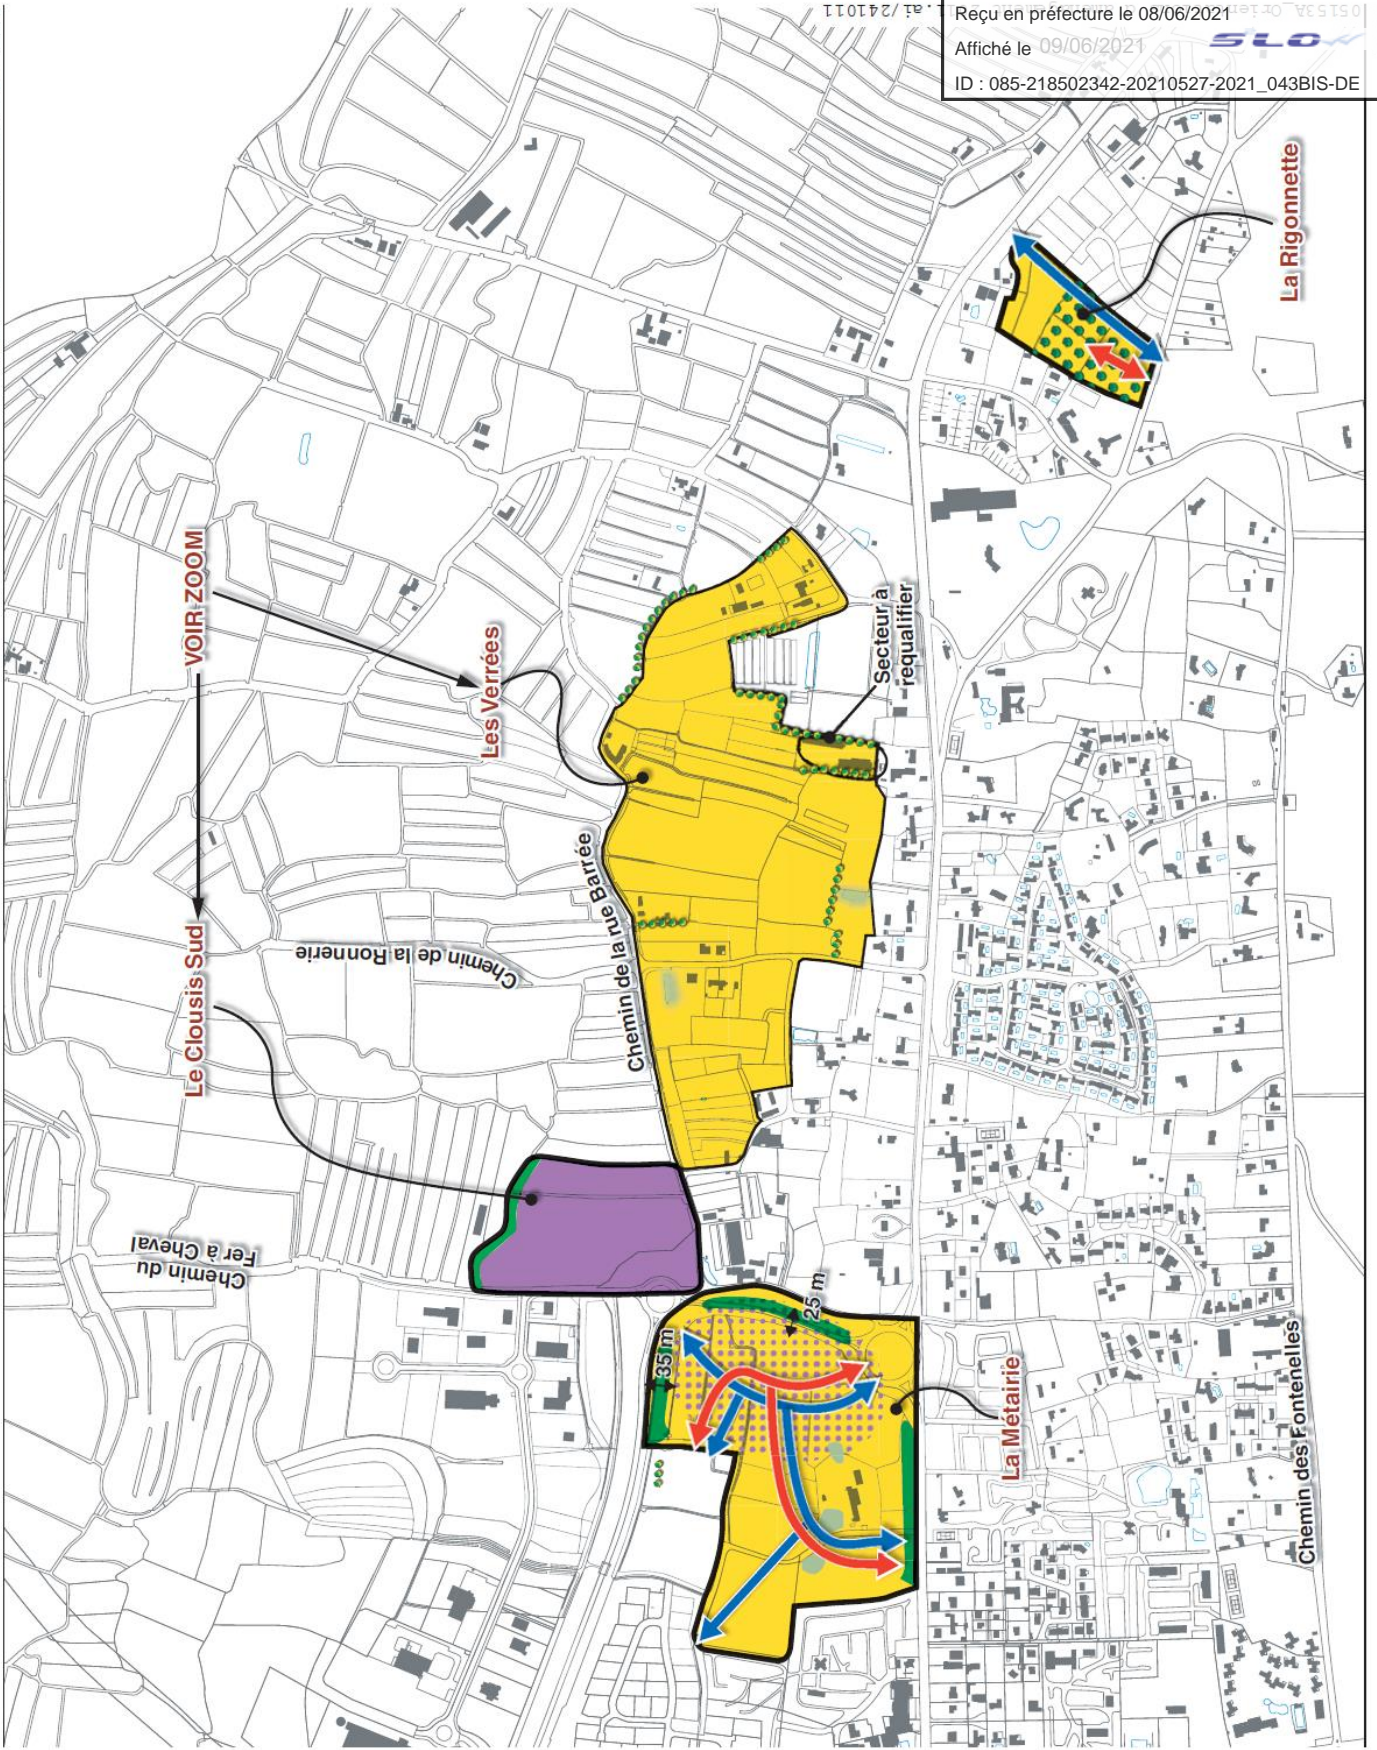 Reçu en préfecture le 08/06/2021
Affiché le 09/06/2021
SLO
ID : 085-218502342-20210527-2021_043BIS-DE
La Rigonnette
VOIR ZOOM
Les Verrées
Secteur à
requalifier
Chemin de la rue Barrée
Chemin de la Ronnerie
Le Clousis Sud
Chemin du
Fer à Cheval
35 m
25 m
La Métairie
Chemin des Fontenelles